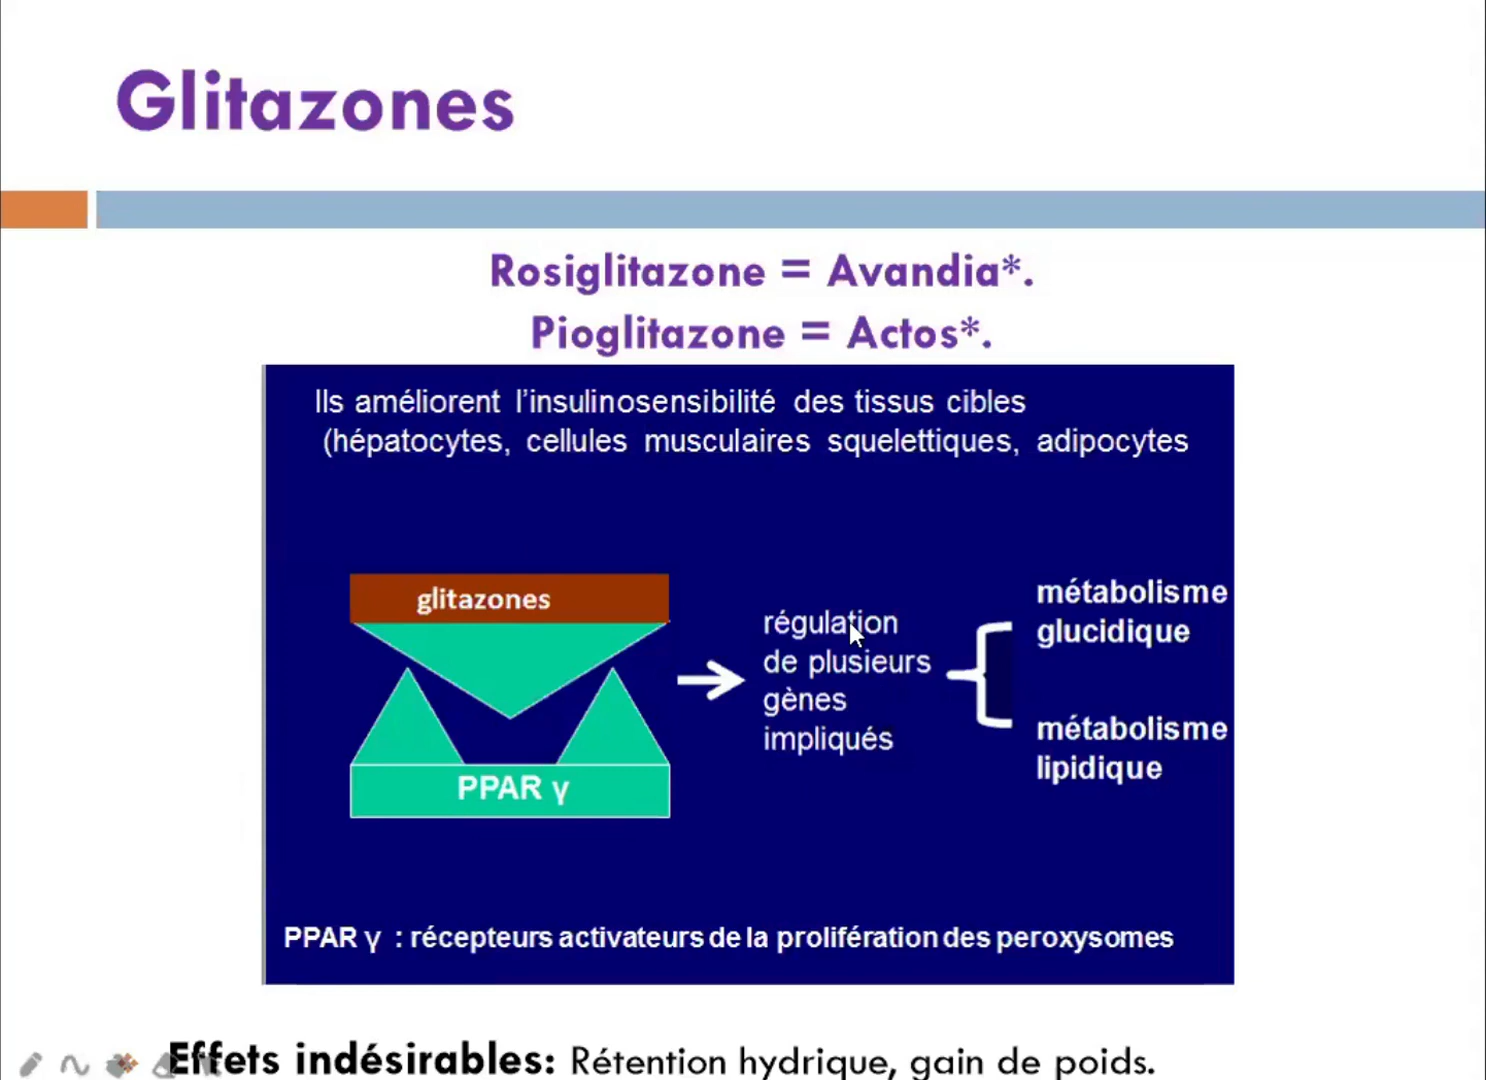 Glitazones
Rosiglitazone = Avandia*.
Pioglitazone = Actos*.
Ils améliorent l'insulinosensibilité des tissus cibles
(hépatocytes, cellules musculaires squelettiques, adipocytes
glitazones
PPAR γ
régulation
de plusieurs
gènes
impliqués
métabolisme
glucidique
métabolisme
lipidique
PPAR γ : récepteurs activateurs de la prolifération des peroxysomes
Effets indésirables: Rétention hydrique, gain de poids.